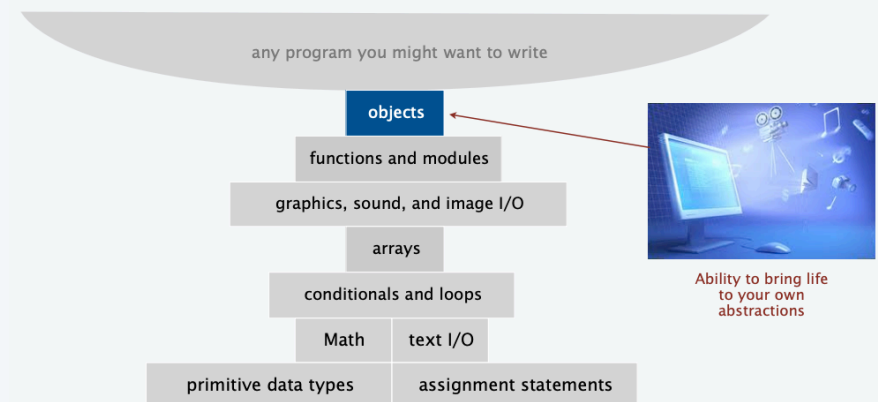 any program you might want to write
objects
functions and modules
graphics, sound, and image I/O
arrays
conditionals and loops
Math
text I/O
primitive data types
assignment statements
Ability to bring life
to your own
abstractions